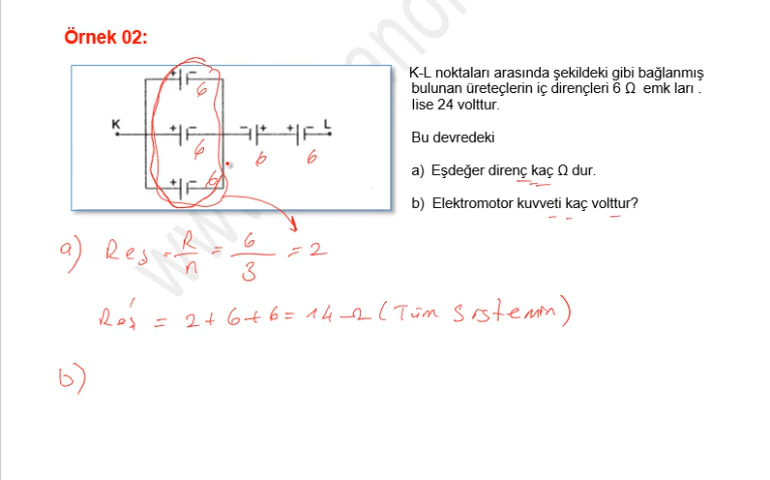 Örnek 02:
K-L noktaları arasında şekildeki gibi bağlanmış
bulunan üreteçlerin iç dirençleri 6 Ω emk ları .
Iise 24 volttur.
Bu devredeki
a) Eşdeğer direnç kaç Ω dur.
b) Elektromotor kuvveti kaç volttur?
+ 6
K + 6 - + 6 + 6 L
+ 6
a) Reş = R/n = 6/3 = 2
Reş' = 2 + 6 + 6 = 14 Ω (Tüm sistemin)
b)